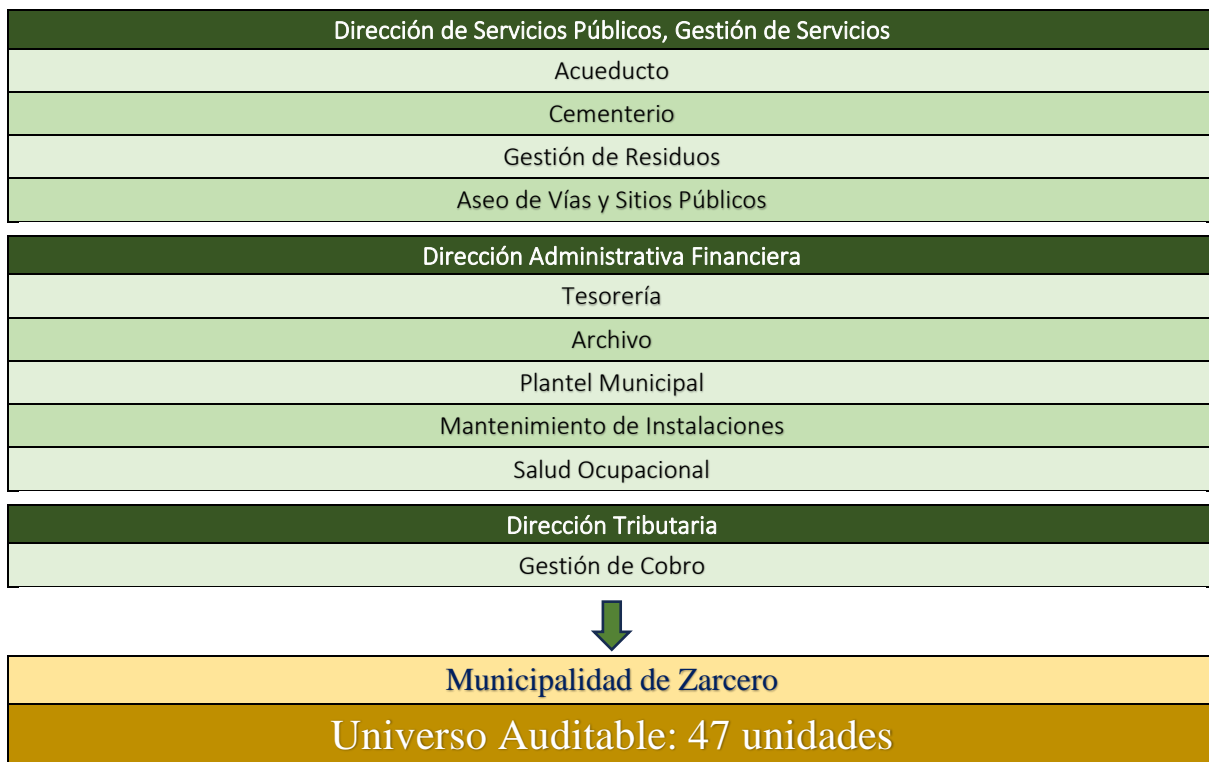 Dirección de Servicios Públicos, Gestión de Servicios
Acueducto
Cementerio
Gestión de Residuos
Aseo de Vías y Sitios Públicos
Dirección Administrativa Financiera
Tesorería
Archivo
Plantel Municipal
Mantenimiento de Instalaciones
Salud Ocupacional
Dirección Tributaria
Gestión de Cobro
Municipalidad de Zarcero
Universo Auditable: 47 unidades